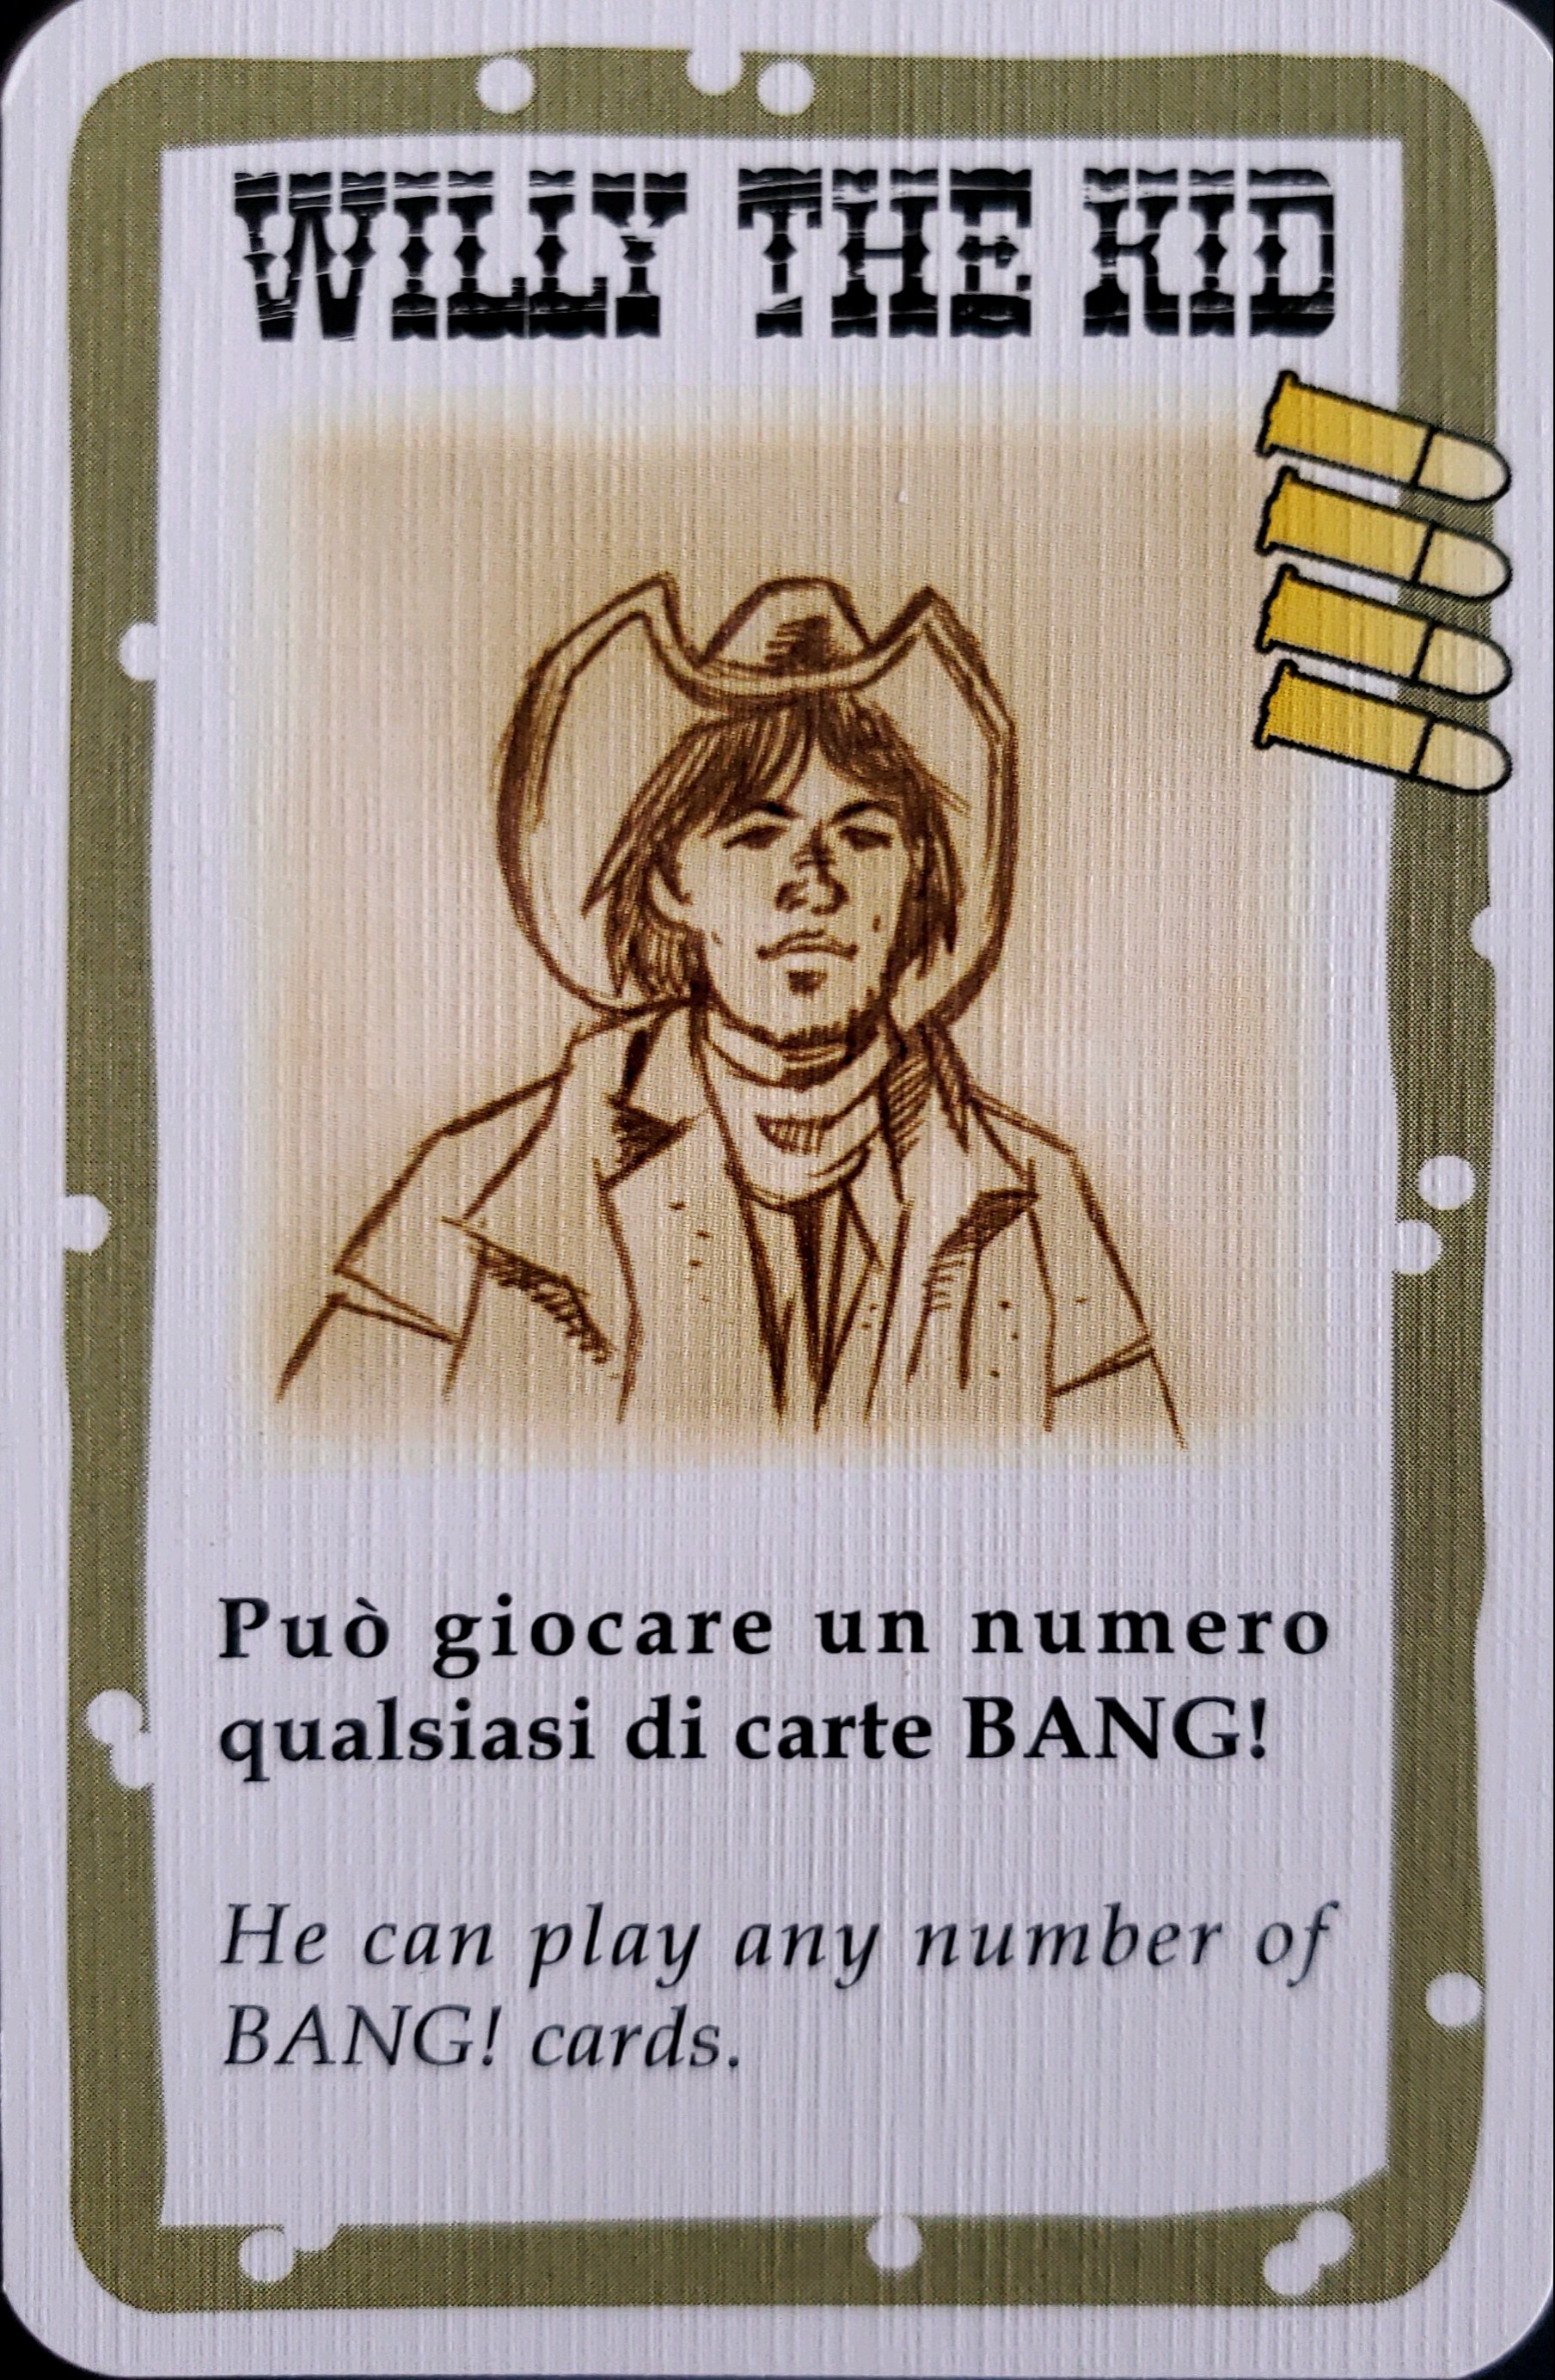 WILLY THE KID
Può giocare un numero
qualsiasi di carte BANG!
He can play any number of
BANG! cards.